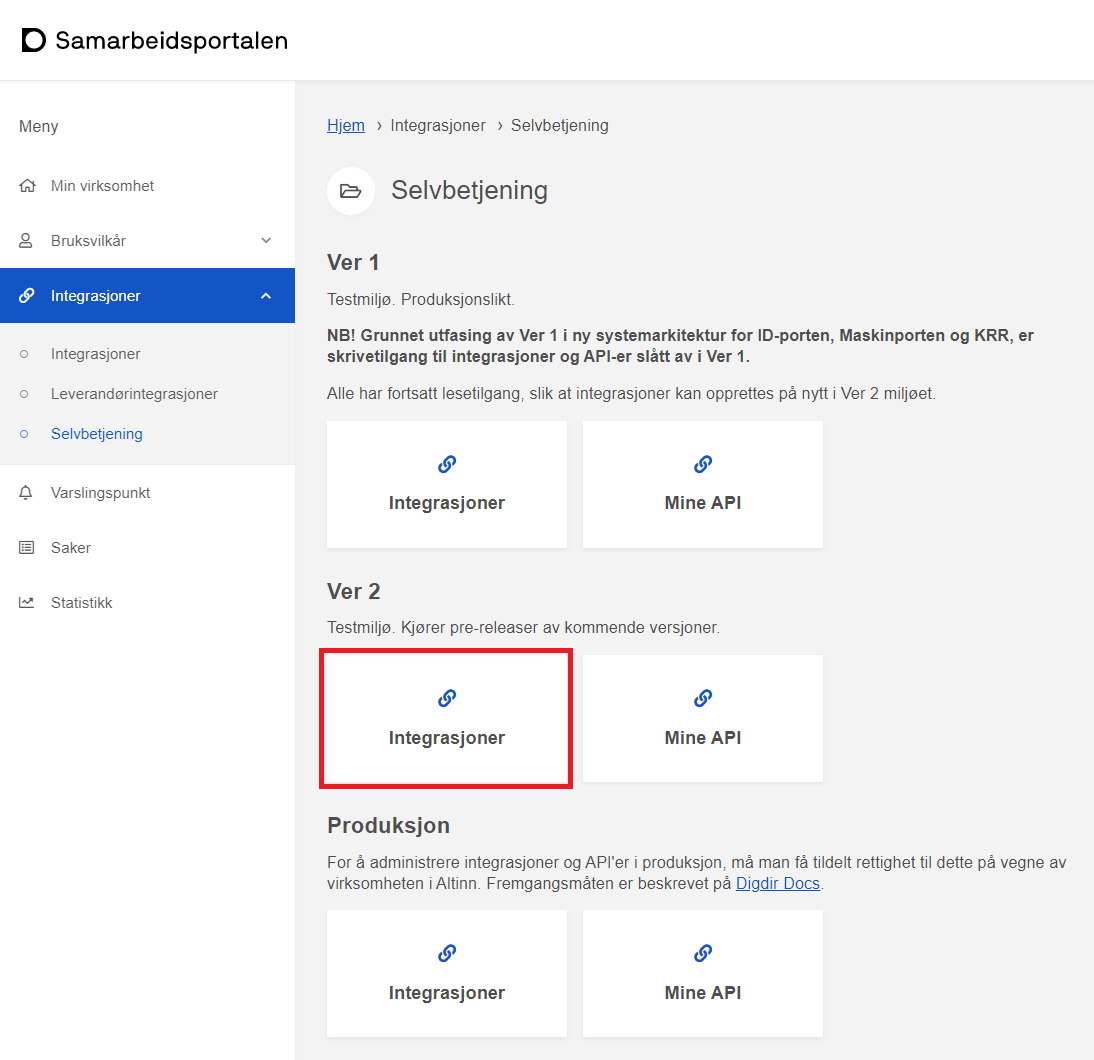 Samarbeidsportalen
Meny
Min virksomhet
Bruksvilkår
Integrasjoner
Integrasjoner
Leverandørintegrasjoner
Selvbetjening
Varslingspunkt
Saker
Statistikk
Hjem › Integrasjoner › Selvbetjening
Selvbetjening
Ver 1
Testmiljø. Produksjonslikt.
NB! Grunnet utfasing av Ver 1 i ny systemarkitektur for ID-porten, Maskinporten og KRR, er
skrivetilgang til integrasjoner og API-er slått av i Ver 1.
Alle har fortsatt lesetilgang, slik at integrasjoner kan opprettes på nytt i Ver 2 miljøet.
Integrasjoner
Mine API
Ver 2
Testmiljø. Kjører pre-releaser av kommende versjoner.
Integrasjoner
Mine API
Produksjon
For å administrere integrasjoner og API'er i produksjon, må man få tildelt rettighet til dette på vegne av
virksomheten i Altinn. Fremgangsmåten er beskrevet på Digdir Docs.
Integrasjoner
Mine API